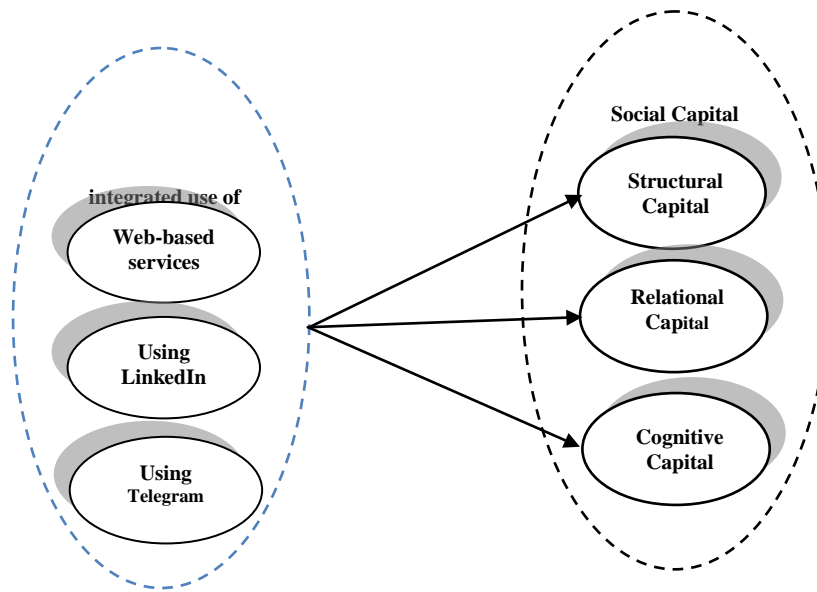 integrated use of
Web-based
services
Using
LinkedIn
Using
Telegram
Social Capital
Structural
Capital
Relational
Capital
Cognitive
Capital